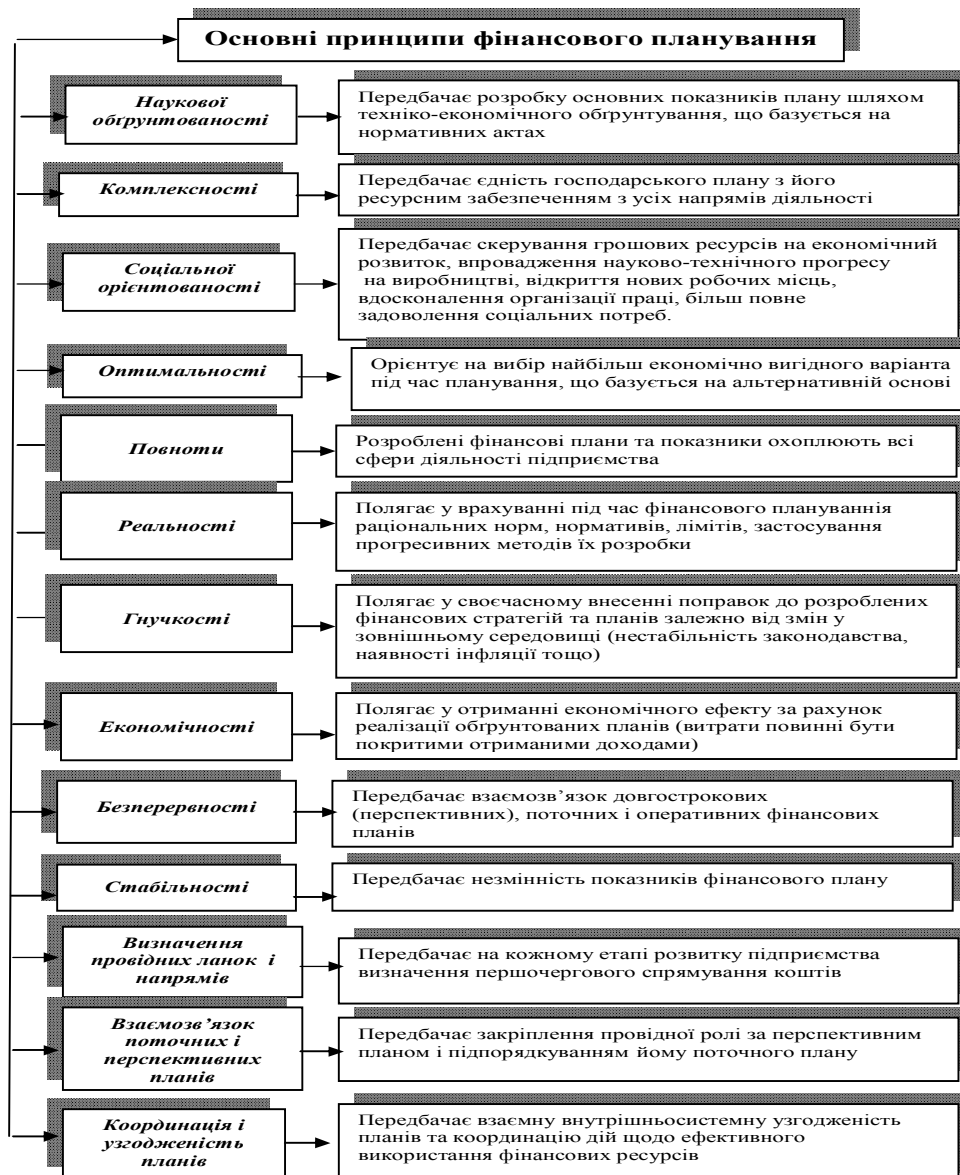 Основні принципи фінансового планування
Наукової
обґрунтованості
Передбачає розробку основних показників плану шляхом
техніко-економічного обґрунтування, що базується на
нормативних актах
Комплексності
Передбачає єдність господарського плану з його
ресурсним забезпеченням з усіх напрямів діяльності
Соціальної
орієнтованості
Передбачає скерування грошових ресурсів на економічний
розвиток, впровадження науково-технічного прогресу
на виробництві, відкриття нових робочих місць,
вдосконалення організації праці, більш повне
задоволення соціальних потреб.
Оптимальності
Орієнтує на вибір найбільш економічно вигідного варіанта
під час планування, що базується на альтернативній основі
Повноти
Розроблені фінансові плани та показники охоплюють всі
сфери діяльності підприємства
Реальності
Полягає у врахуванні під час фінансового плануваннія
раціональних норм, нормативів, лімітів, застосування
прогресивних методів їх розробки
Гнучкості
Полягає у своєчасному внесенні поправок до розроблених
фінансових стратегій та планів залежно від змін у
зовнішньому середовищі (нестабільність законодавства,
наявності інфляції тощо)
Економічності
Полягає у отриманні економічного ефекту за рахунок
реалізації обґрунтованих планів (витрати повинні бути
покритими отриманими доходами)
Безперервності
Передбачає взаємозв’язок довгострокових
(перспективних), поточних і оперативних фінансових
планів
Стабільності
Передбачає незмінність показників фінансового плану
Визначення
провідних ланок і
напрямів
Передбачає на кожному етапі розвитку підприємства
визначення першочергового спрямування коштів
Взаємозв’язок
поточних і
перспективних
планів
Передбачає закріплення провідної ролі за перспективним
планом і підпорядкуванням йому поточного плану
Координація і
узгодженість
планів
Передбачає взаємну внутрішньосистемну узгодженість
планів та координацію дій щодо ефективного
використання фінансових ресурсів